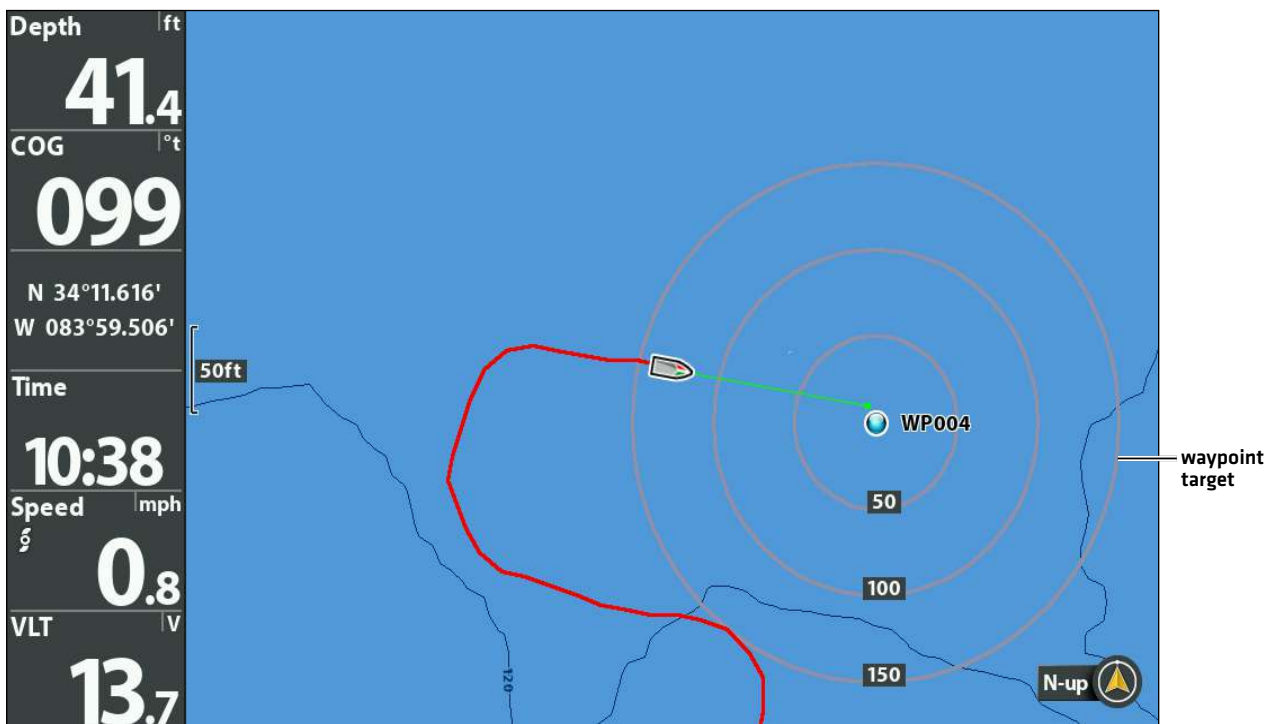 Depth ft
41.4
COG °t
099
N 34°11.616'
W 083°59.506'
Time
10:38
Speed mph
0.8
VLT V
13.7
50ft
WP004
50
100
150
120
N-up
waypoint
target